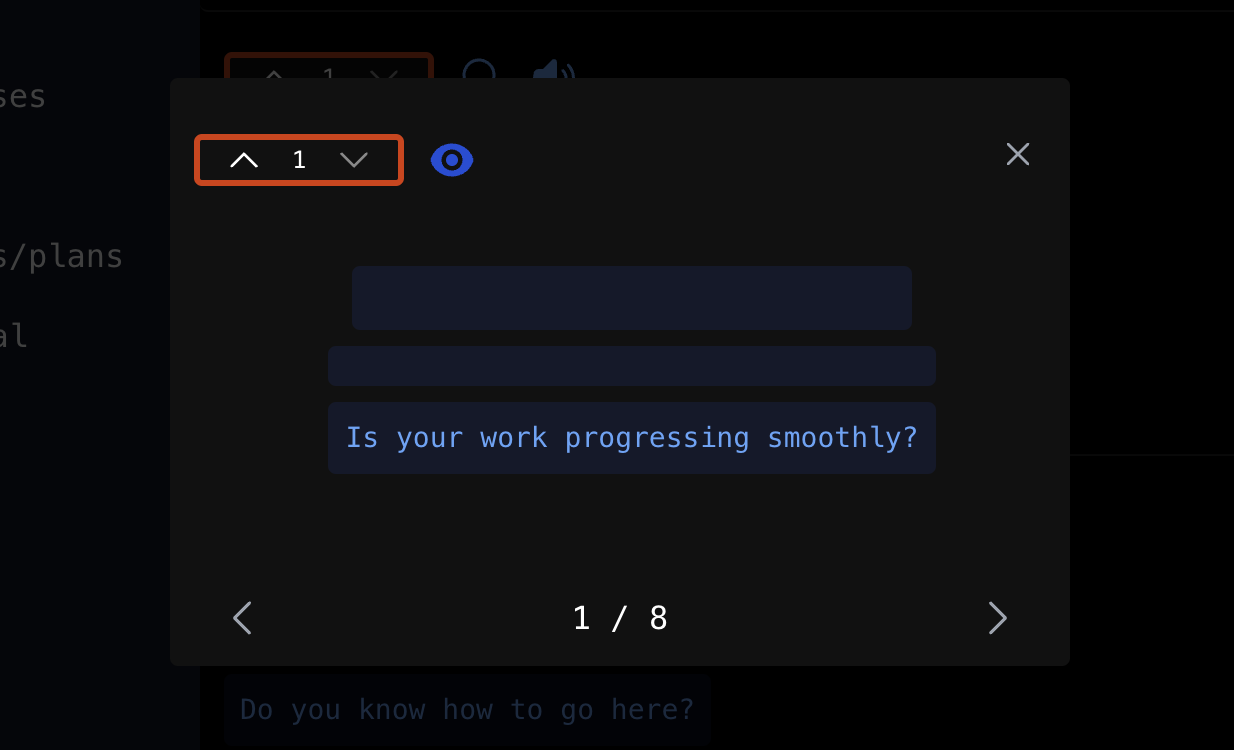 1
ses
1
s/plans
al
Is your work progressing smoothly?
1 / 8
Do you know how to go here?